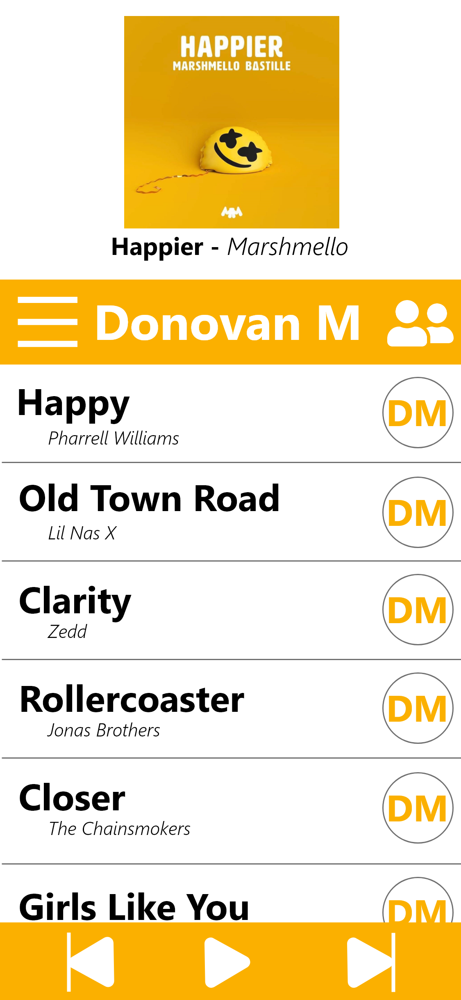 HAPPIER
MARSHMELLO BASTILLE
Happier - Marshmello
Donovan M
Happy
DM
Pharrell Williams
Old Town Road
DM
Lil Nas X
Clarity
DM
Zedd
Rollercoaster
DM
Jonas Brothers
Closer
DM
The Chainsmokers
Girls Like You
DM